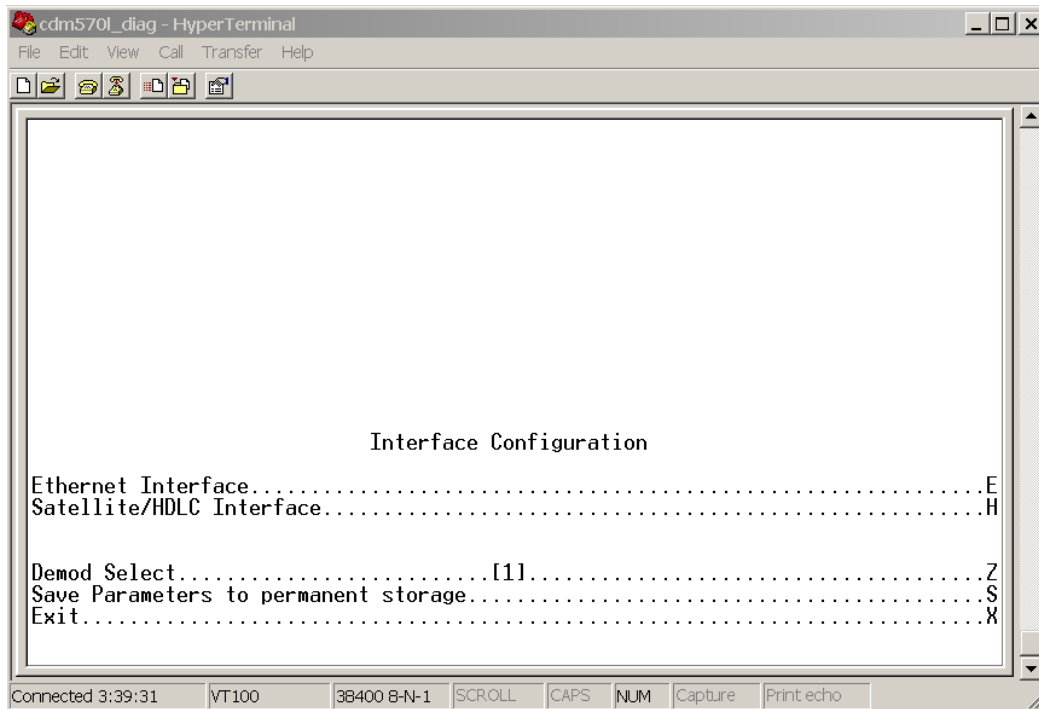 cdm570l_diag - HyperTerminal
File Edit View Call Transfer Help
Interface Configuration
Ethernet Interface.............................................................E
Satellite/HDLC Interface.......................................................H
Demod Select..........................[1]......................................Z
Save Parameters to permanent storage...........................................S
Exit...........................................................................X
Connected 3:39:31 VT100 38400 8-N-1 SCROLL CAPS NUM Capture Print echo